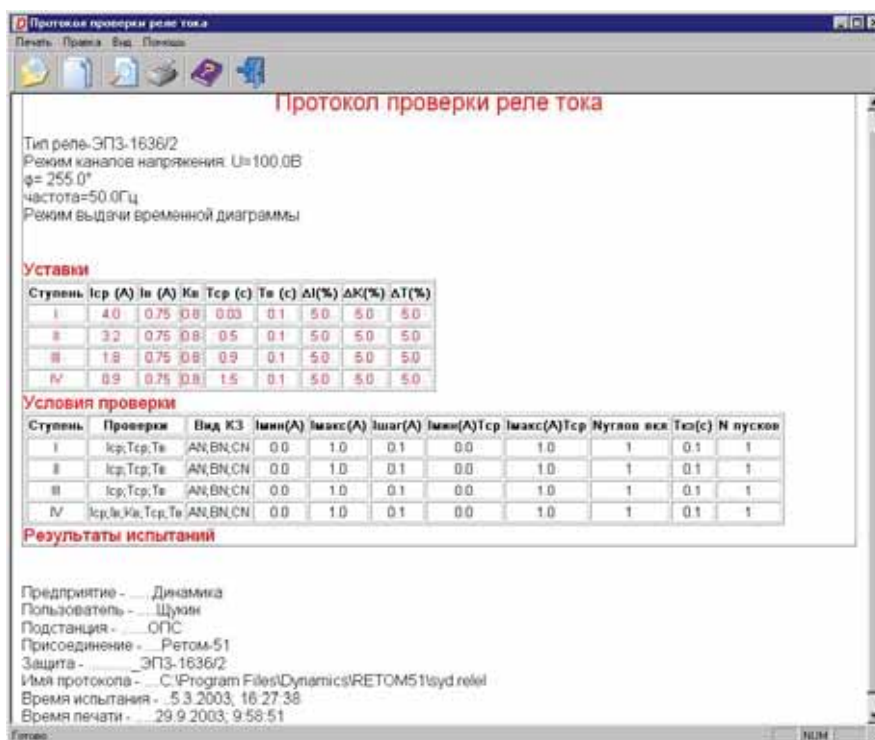 Протокол проверки реле тока
Печать Правка Вид Помощь
Протокол проверки реле тока
Тип реле-ЭПЗ-1636/2
Режим каналов напряжения: U=100.0В
φ= 255.0°
частота=50.0Гц
Режим выдачи временной диаграммы
Уставки
Ступень Iср (А) Iв (А) Кв Тср (с) Тв (с) ΔI(%) ΔК(%) ΔТ(%)
I 4.0 0.75 0.8 0.03 0.1 5.0 5.0 5.0
II 3.2 0.75 0.8 0.5 0.1 5.0 5.0 5.0
III 1.8 0.75 0.8 0.9 0.1 5.0 5.0 5.0
IV 0.9 0.75 0.8 1.5 0.1 5.0 5.0 5.0
Условия проверки
Ступень Проверки Вид КЗ Iмин(А) Iмакс(А) Iшаг(А) Iмин(А)Тср Iмакс(А)Тср Nуглов вкл Ткз(с) N пусков
I Iср;Тср;Тв AN;BN;CN 0.0 1.0 0.1 0.0 1.0 1 0.1 1
II Iср;Тср;Тв AN;BN;CN 0.0 1.0 0.1 0.0 1.0 1 0.1 1
III Iср;Тср;Тв AN;BN;CN 0.0 1.0 0.1 0.0 1.0 1 0.1 1
IV Iср;Iв;Кв;Тср;Тв AN;BN;CN 0.0 1.0 0.1 0.0 1.0 1 0.1 1
Результаты испытаний
Предприятие - .....Динамика
Пользователь - ....Щукин
Подстанция - ......ОПС
Присоединение - ...Ретом-51
Защита - ........_ЭПЗ-1636/2
Имя протокола - ...C:\Program Files\Dynamics\RETOM51\syd.relel
Время испытания - ..5.3.2003; 16:27:38
Время печати - .....29.9.2003; 9:58:51
Готово NUM